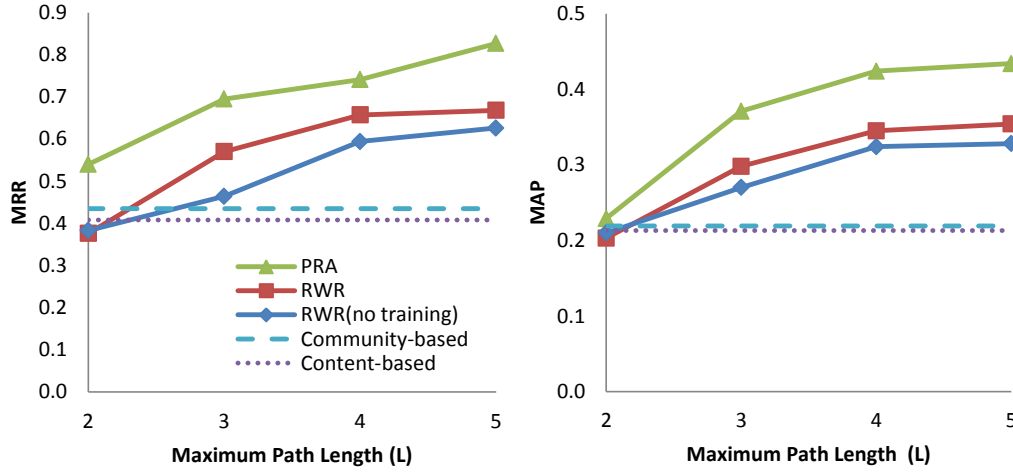 0.9
0.8
0.7
0.6
0.5
0.4
0.3
0.2
0.1
0.0
MRR
2 3 4 5
Maximum Path Length (L)
PRA
RWR
RWR(no training)
Community-based
Content-based
0.5
0.4
0.3
0.2
0.1
0.0
MAP
2 3 4 5
Maximum Path Length (L)